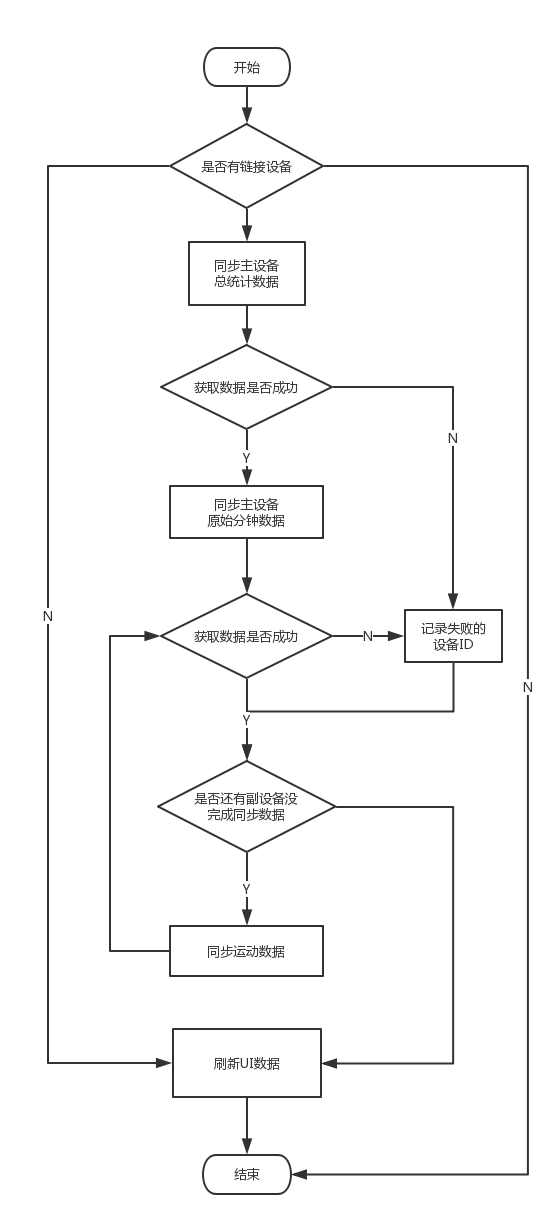 开始
是否有链接设备
同步主设备
总统计数据
获取数据是否成功
N
Y
同步主设备
原始分钟数据
N
获取数据是否成功
N
记录失败的
设备ID
N
Y
是否还有副设备没
完成同步数据
Y
同步运动数据
刷新UI数据
结束